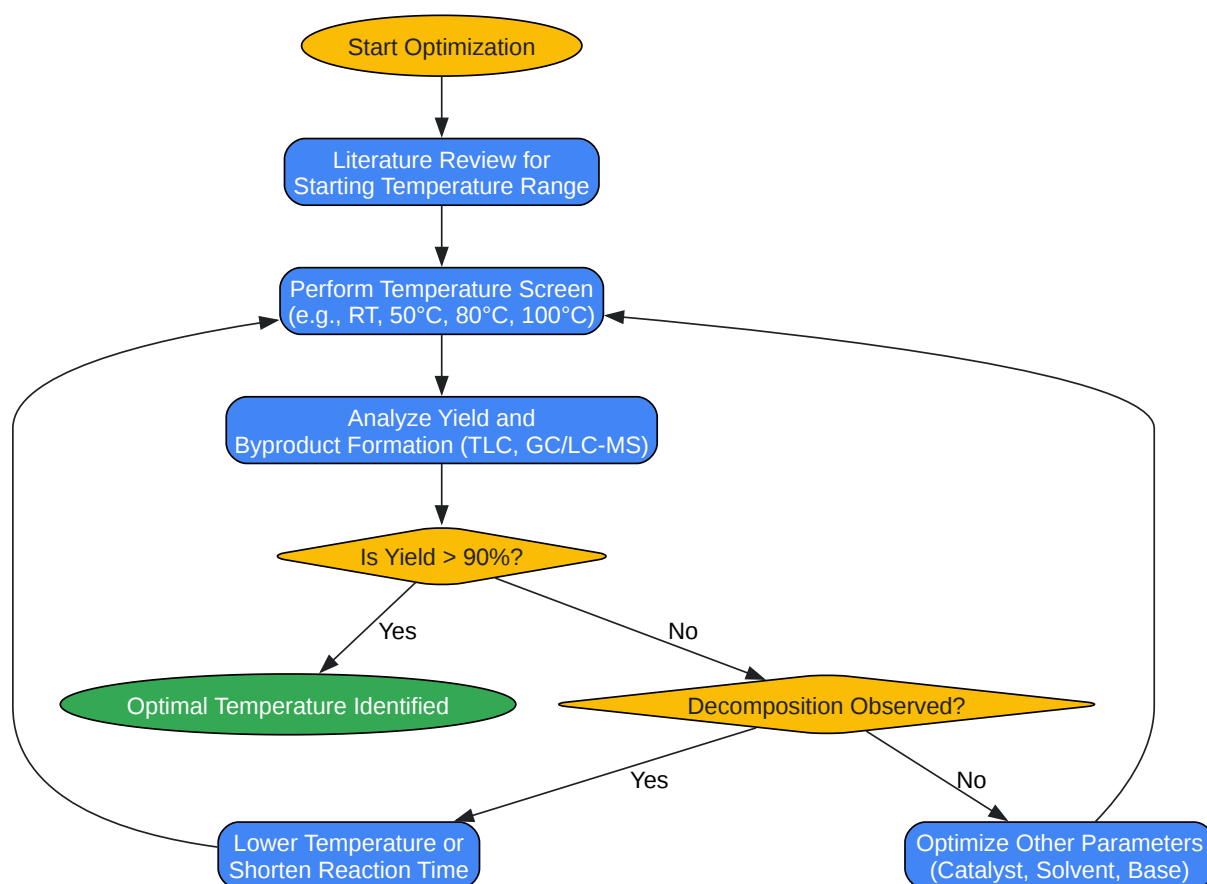 Start Optimization
Literature Review for
Starting Temperature Range
Perform Temperature Screen
(e.g., RT, 50°C, 80°C, 100°C)
Analyze Yield and
Byproduct Formation (TLC, GC/LC-MS)
Is Yield > 90%?
Yes
No
Optimal Temperature Identified
Decomposition Observed?
Yes
No
Lower Temperature or
Shorten Reaction Time
Optimize Other Parameters
(Catalyst, Solvent, Base)